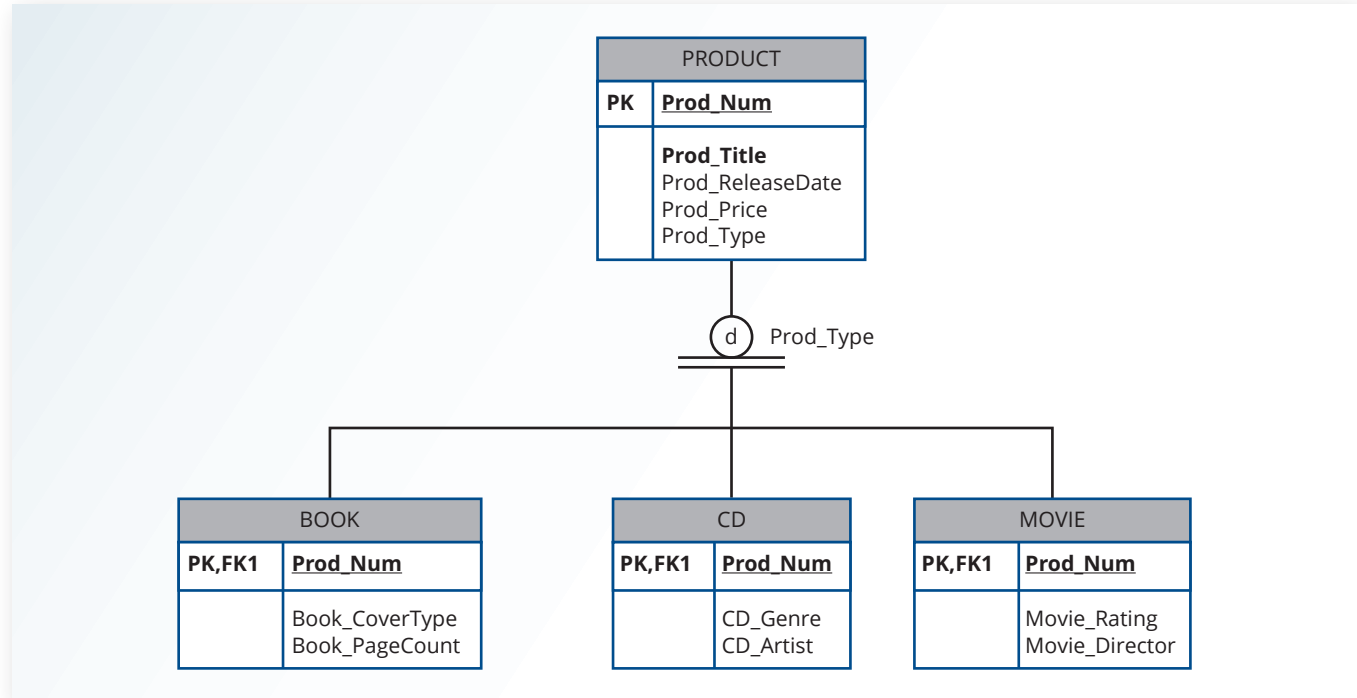 PRODUCT
PK Prod_Num
Prod_Title
Prod_ReleaseDate
Prod_Price
Prod_Type
d Prod_Type
BOOK
PK,FK1 Prod_Num
Book_CoverType
Book_PageCount
CD
PK,FK1 Prod_Num
CD_Genre
CD_Artist
MOVIE
PK,FK1 Prod_Num
Movie_Rating
Movie_Director